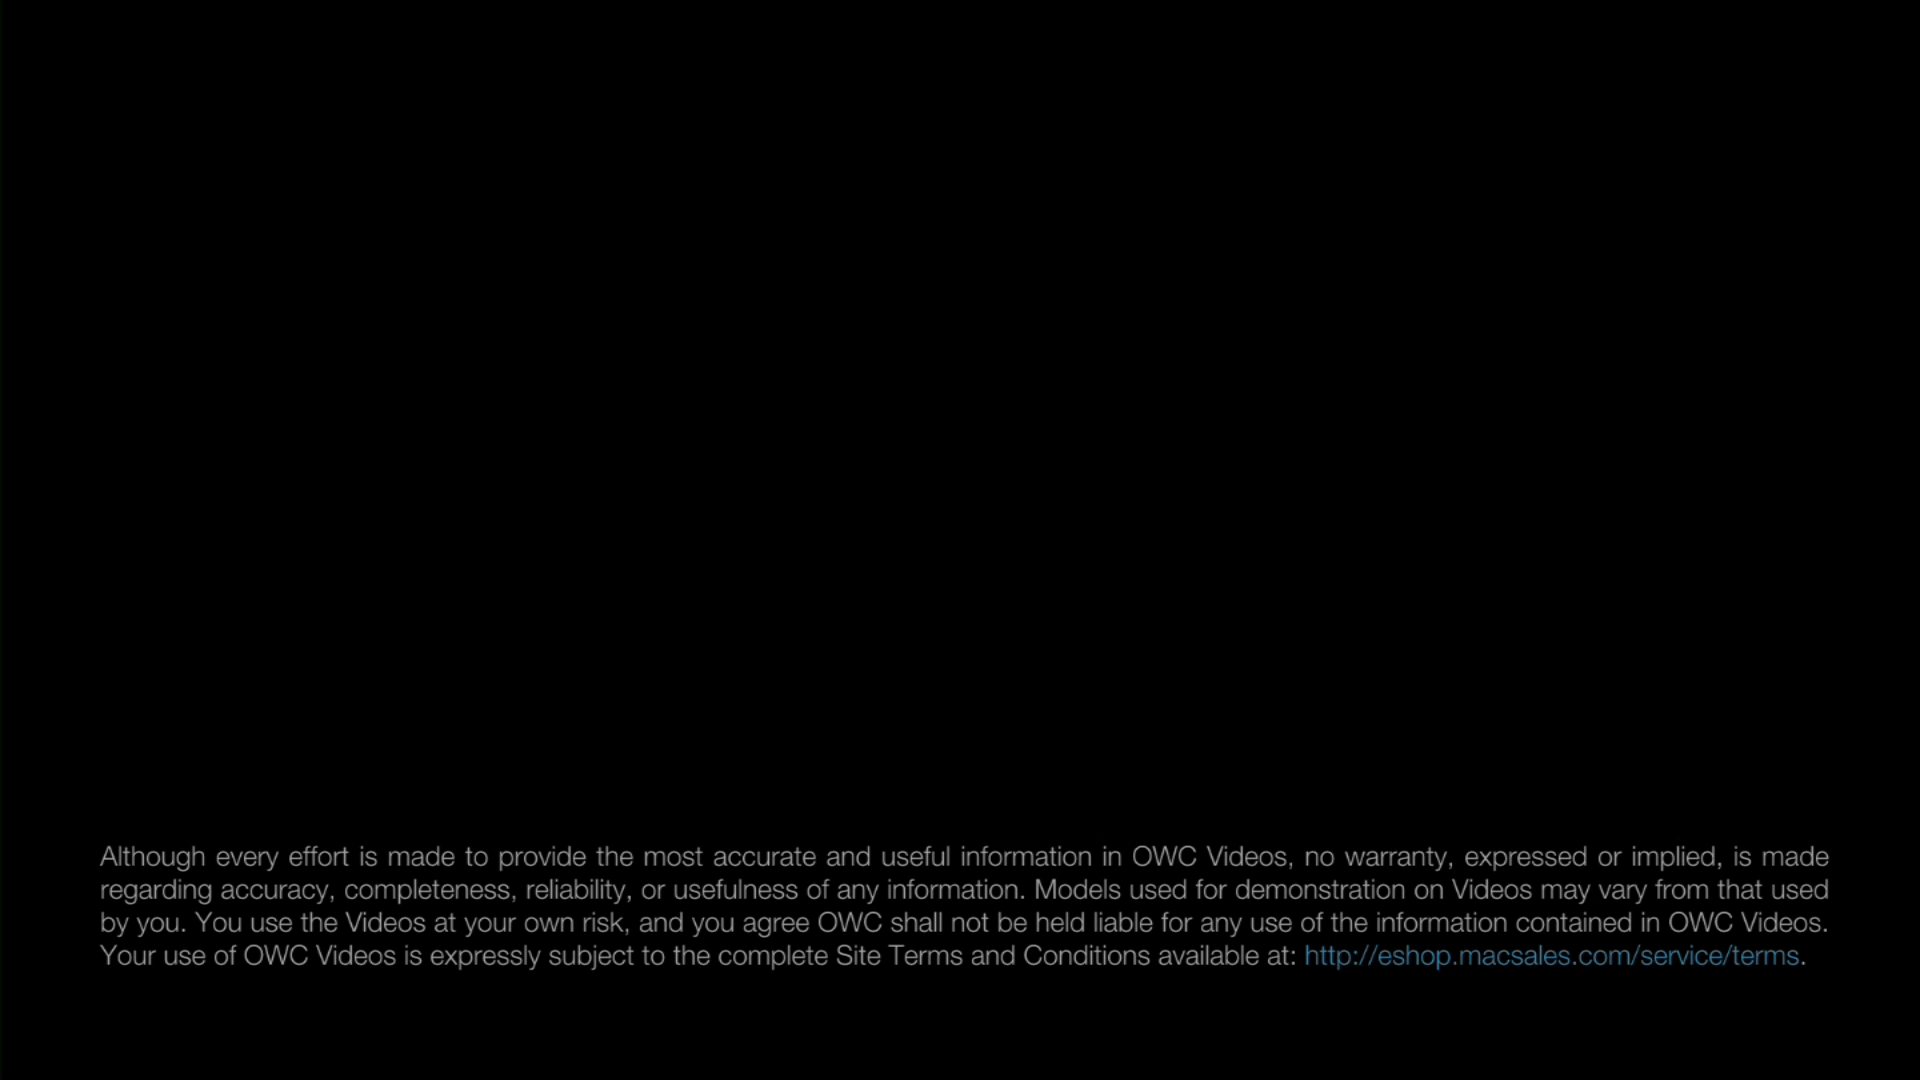 Although every effort is made to provide the most accurate and useful information in OWC Videos, no warranty, expressed or implied, is made
regarding accuracy, completeness, reliability, or usefulness of any information. Models used for demonstration on Videos may vary from that used
by you. You use the Videos at your own risk, and you agree OWC shall not be held liable for any use of the information contained in OWC Videos.
Your use of OWC Videos is expressly subject to the complete Site Terms and Conditions available at: http://eshop.macsales.com/service/terms.